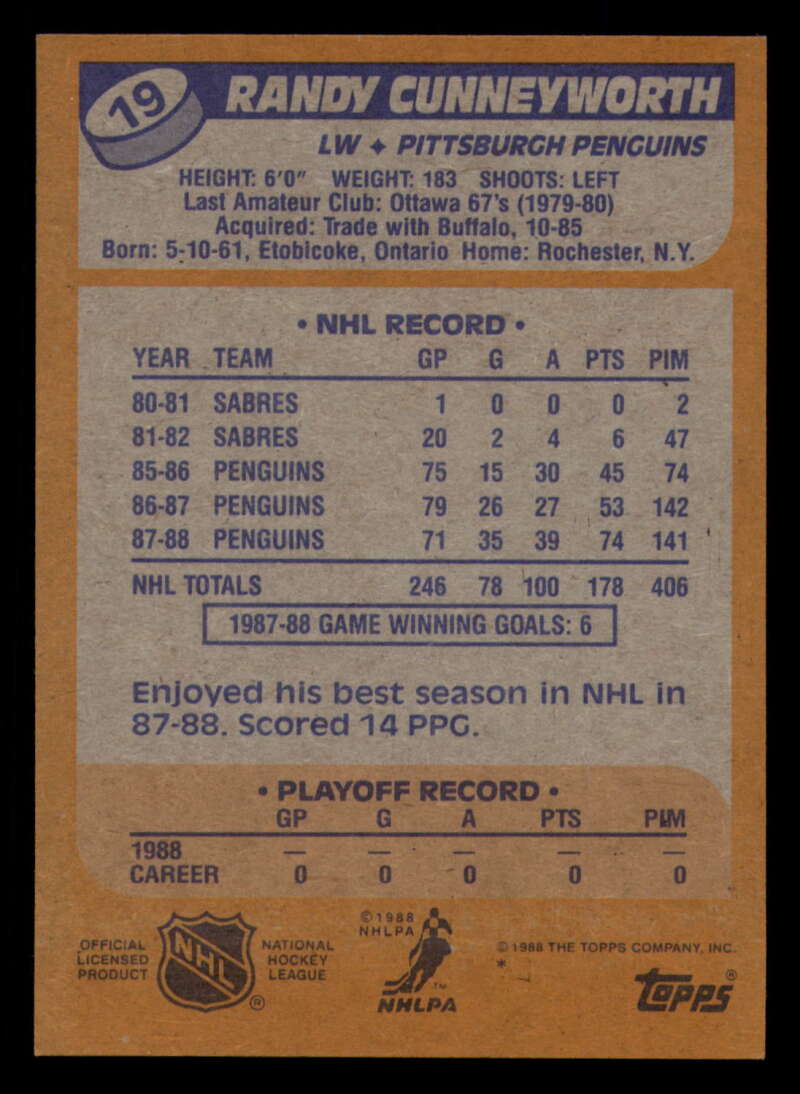 19
RANDY CUNNEYWORTH
LW ♦ PITTSBURGH PENGUINS
HEIGHT: 6'0" WEIGHT: 183 SHOOTS: LEFT
Last Amateur Club: Ottawa 67's (1979-80)
Acquired: Trade with Buffalo, 10-85
Born: 5-10-61, Etobicoke, Ontario Home: Rochester, N.Y.
• NHL RECORD •
YEAR TEAM GP G A PTS PIM
80-81 SABRES 1 0 0 0 2
81-82 SABRES 20 2 4 6 47
85-86 PENGUINS 75 15 30 45 74
86-87 PENGUINS 79 26 27 53 142
87-88 PENGUINS 71 35 39 74 141
NHL TOTALS 246 78 100 178 406
1987-88 GAME WINNING GOALS: 6
Enjoyed his best season in NHL in
87-88. Scored 14 PPG.
• PLAYOFF RECORD •
GP G A PTS PIM
1988 — — — — —
CAREER 0 0 0 0 0
OFFICIAL
LICENSED
PRODUCT
NHL
®
NATIONAL
HOCKEY
LEAGUE
©1988
NHLPA
TM
NHLPA
© 1988 THE TOPPS COMPANY, INC.
*
topps®